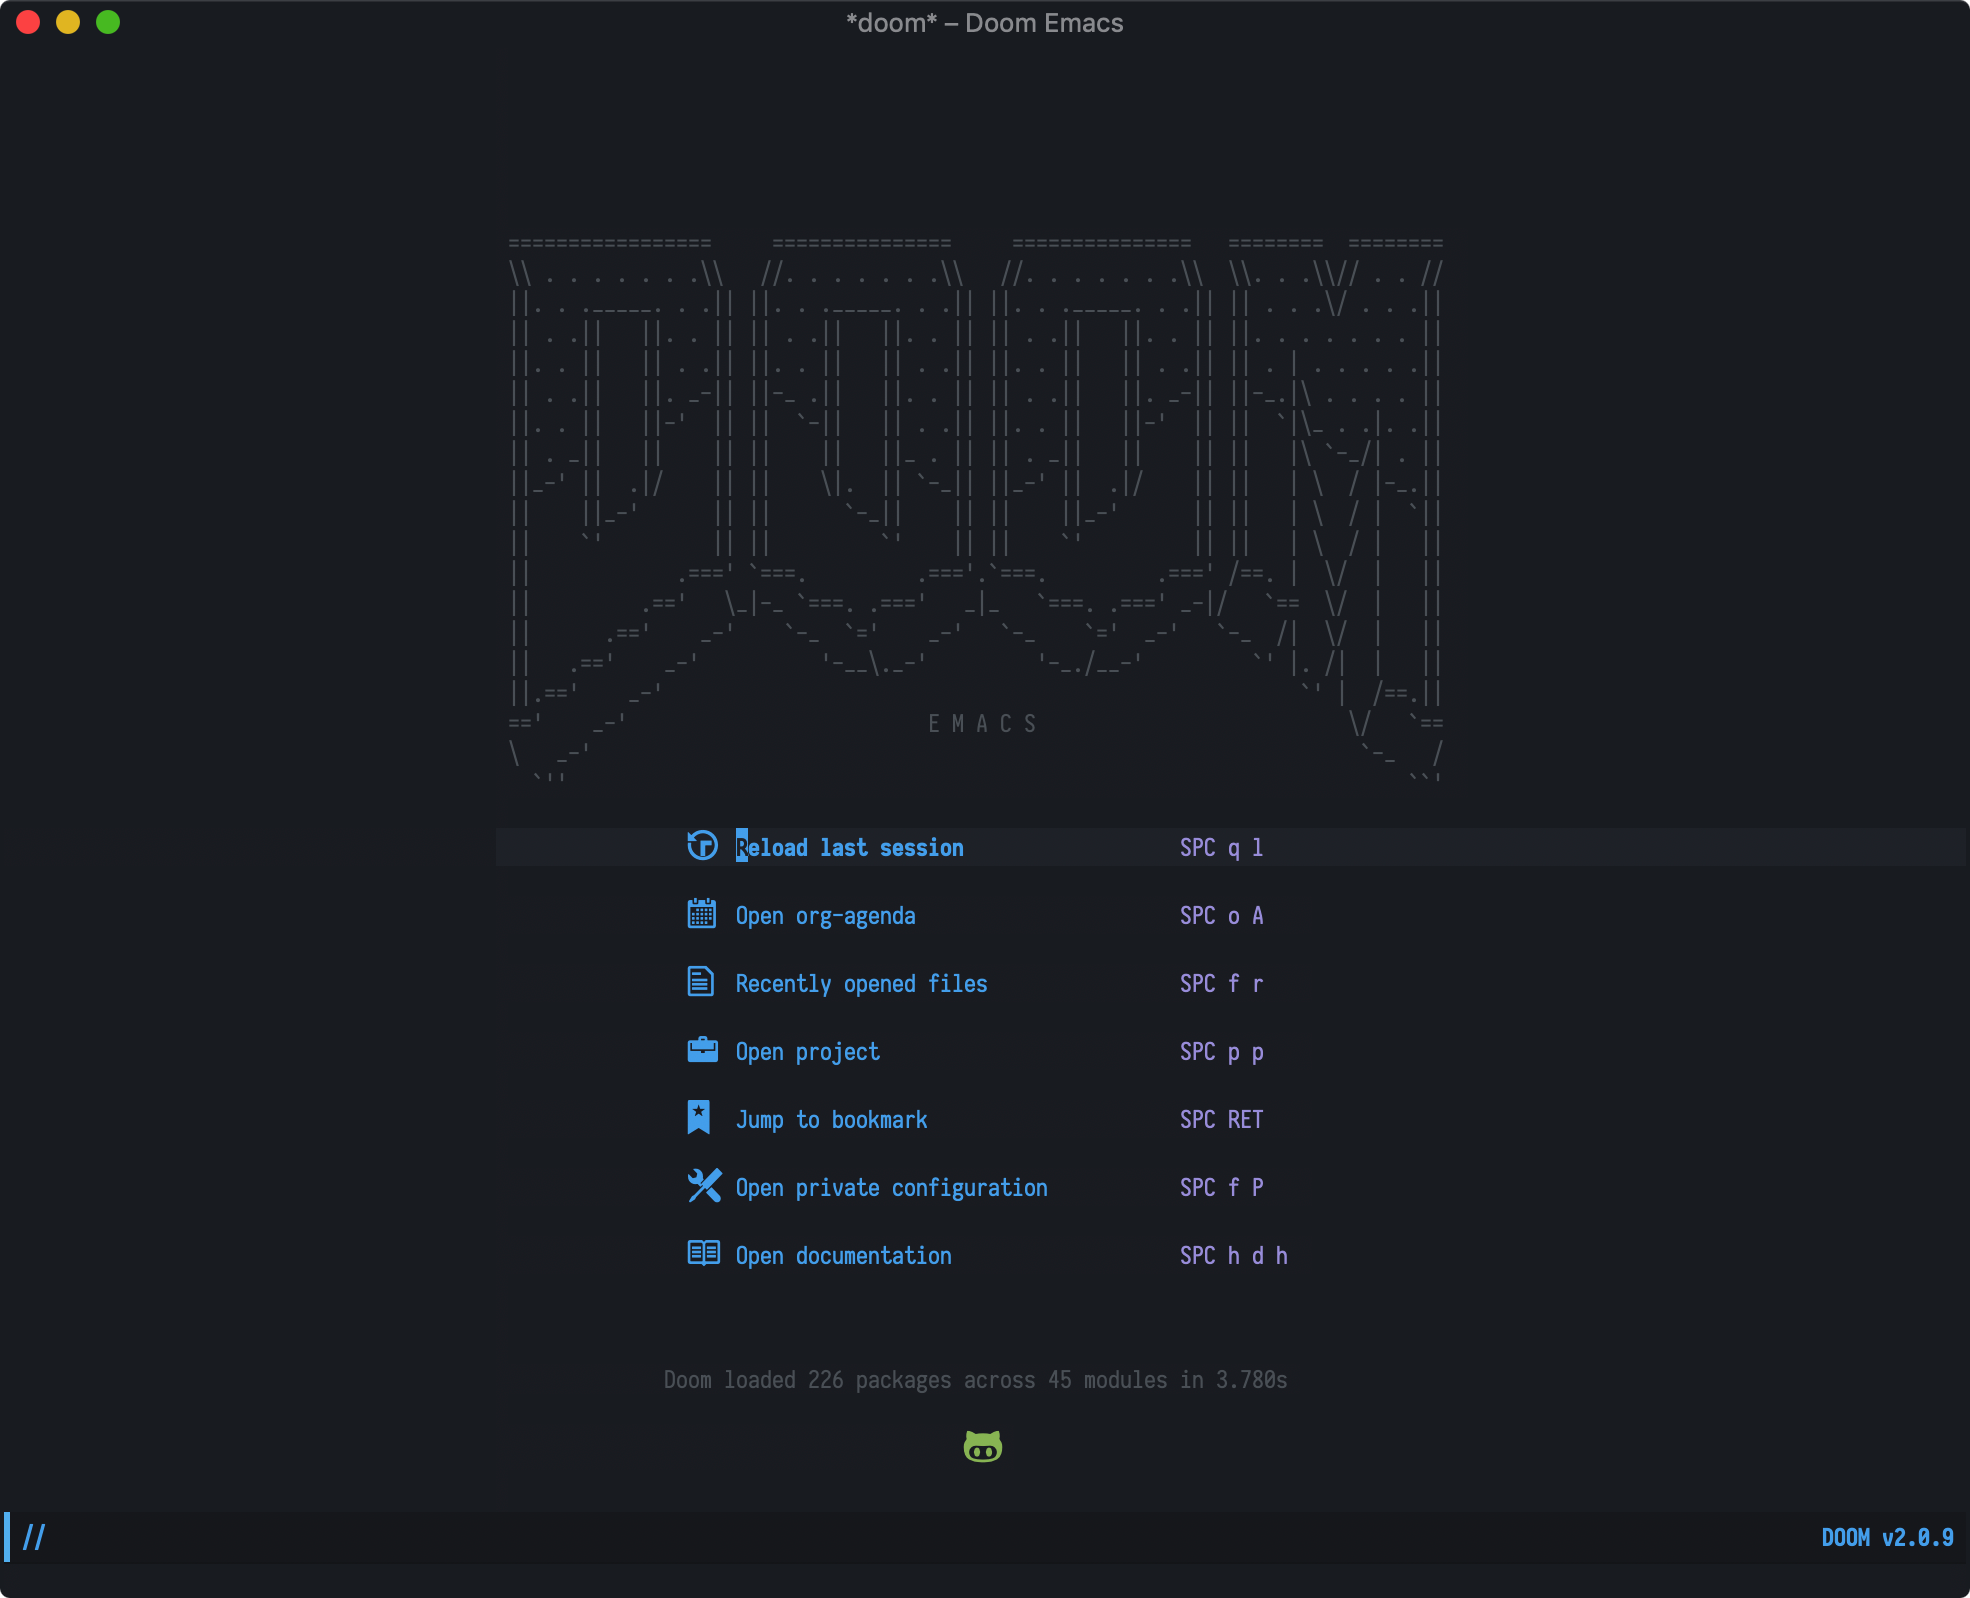 *doom* – Doom Emacs
E M A C S
Reload last session SPC q l
Open org-agenda SPC o A
Recently opened files SPC f r
Open project SPC p p
Jump to bookmark SPC RET
Open private configuration SPC f P
Open documentation SPC h d h
Doom loaded 226 packages across 45 modules in 3.780s
// DOOM v2.0.9